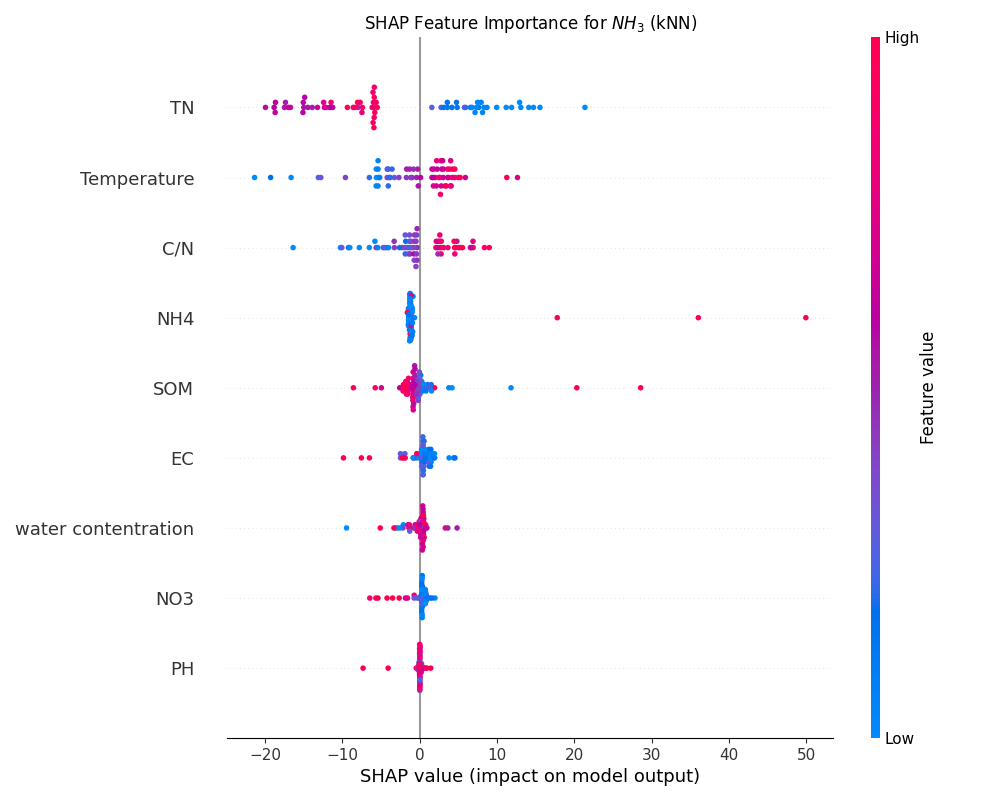 SHAP Feature Importance for NH3 (kNN)
High
TN
Temperature
C/N
NH4
SOM
EC
water contentration
NO3
PH
Feature value
Low
−20 −10 0 10 20 30 40 50
SHAP value (impact on model output)